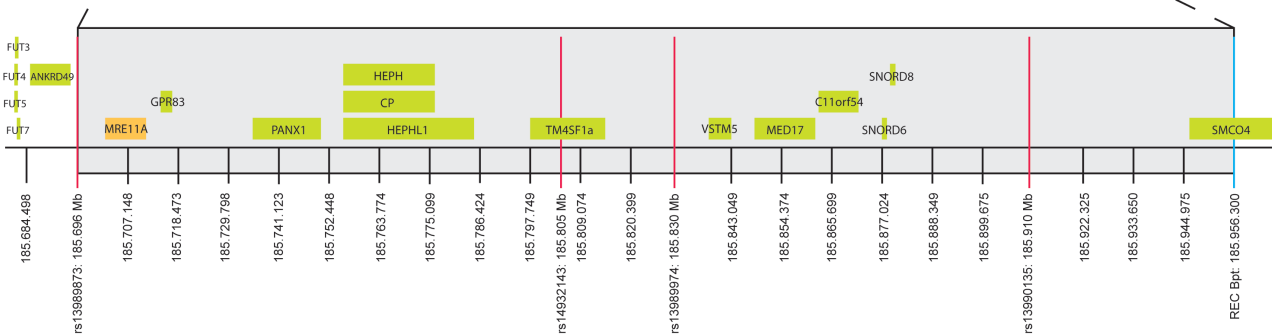 FUT3
FUT4 ANKRD49 HEPH SNORD8
FUT5 GPR83 CP C11orf54
FUT7 MRE11A PANX1 HEPHL1 TM4SF1a VSTM5 MED17 SNORD6 SMCO4
185.684.498
rs13989873: 185.696 Mb
185.707.148
185.718.473
185.729.798
185.741.123
185.752.448
185.763.774
185.775.099
185.786.424
185.797.749
rs14932143: 185.805 Mb
185.809.074
185.820.399
rs13989974: 185.830 Mb
185.843.049
185.854.374
185.865.699
185.877.024
185.888.349
185.899.675
rs13990135: 185.910 Mb
185.922.325
185.933.650
185.944.975
REC Bpt: 185.956.300